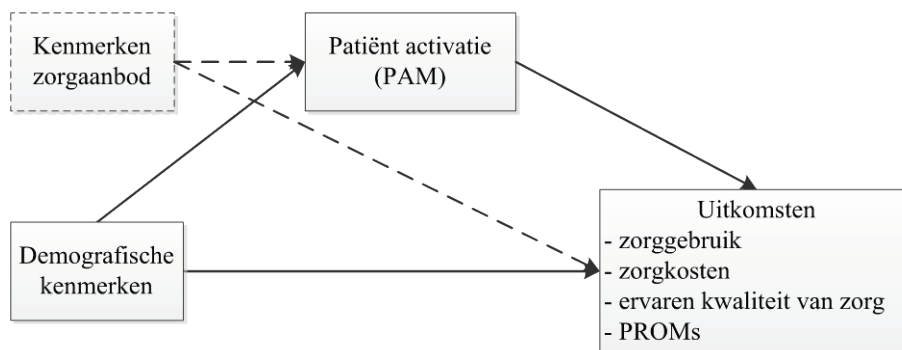 Kenmerken
zorgaanbod
Patiënt activatie
(PAM)
Demografische
kenmerken
Uitkomsten
- zorggebruik
- zorgkosten
- ervaren kwaliteit van zorg
- PROMs